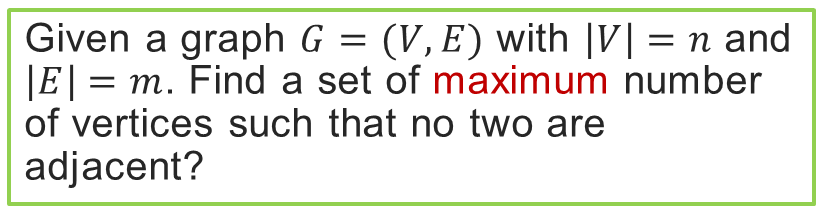 Given a graph 𝐺 = (𝑉, 𝐸) with |𝑉| = 𝑛 and
|𝐸| = 𝑚. Find a set of maximum number
of vertices such that no two are
adjacent?